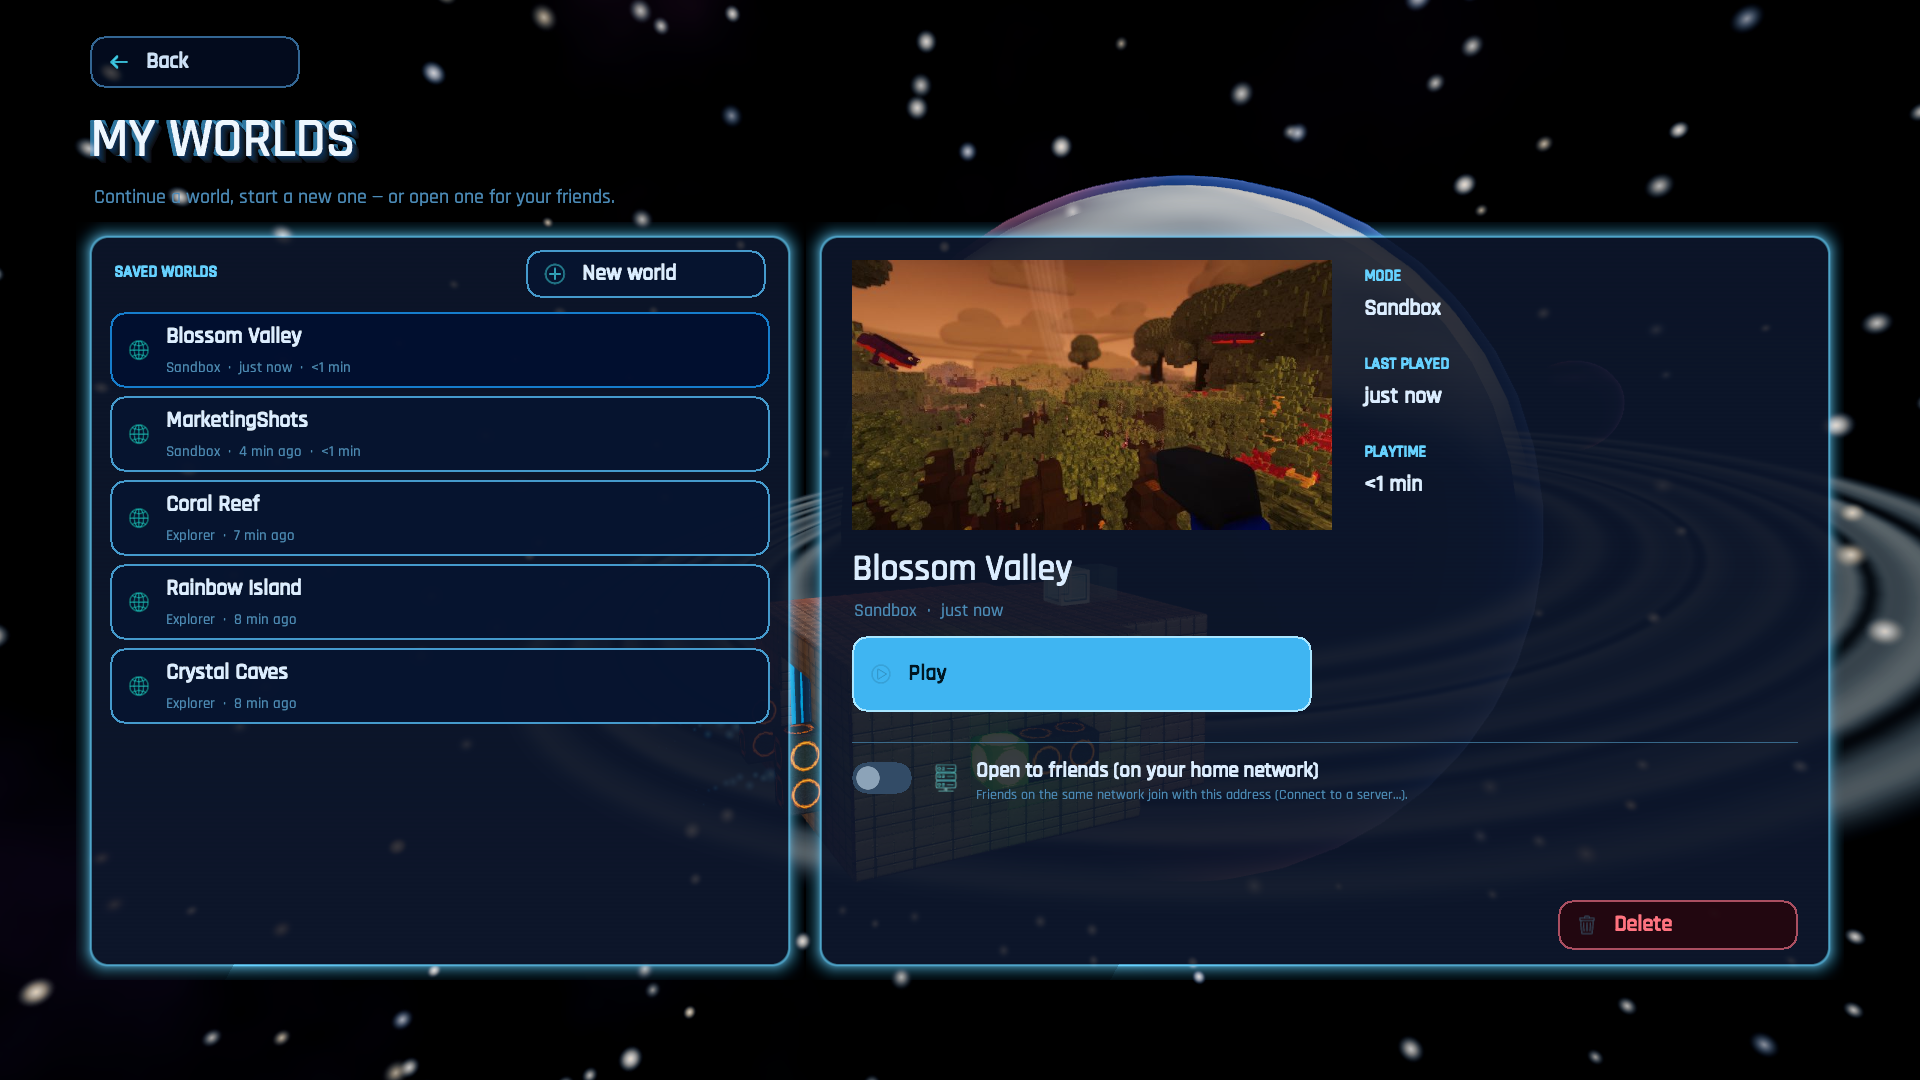 Back
MY WORLDS
Continue a world, start a new one – or open one for your friends.
SAVED WORLDS
New world
Blossom Valley
Sandbox · just now · <1 min
MarketingShots
Sandbox · 4 min ago · <1 min
Coral Reef
Explorer · 7 min ago
Rainbow Island
Explorer · 8 min ago
Crystal Caves
Explorer · 8 min ago
MODE
Sandbox
LAST PLAYED
just now
PLAYTIME
<1 min
Blossom Valley
Sandbox · just now
Play
Open to friends (on your home network)
Friends on the same network join with this address (Connect to a server...).
Delete